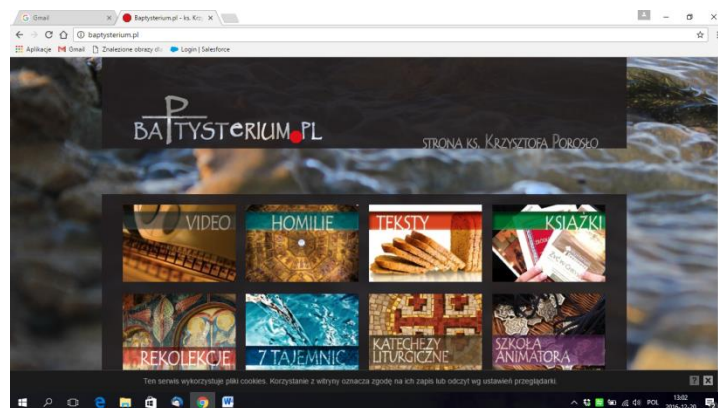 Gmail
Baptysterium.pl - ks. Krz
baptysterium.pl
Aplikacje Gmail Znalezione obrazy dla Login | Salesforce
BAPTYSTERIUM.PL
STRONA KS. KRZYSZTOFA POROSŁO
VIDEO HOMILIE TEKSTY KSIĄŻKI
REKOLEKCJE 7 TAJEMNIC KATECHEZY LITURGICZNE SZKOŁA ANIMATORA
Ten serwis wykorzystuje pliki cookies. Korzystanie z witryny oznacza zgodę na ich zapis lub odczyt wg ustawień przeglądarki.
POL 13:02
2016-12-20